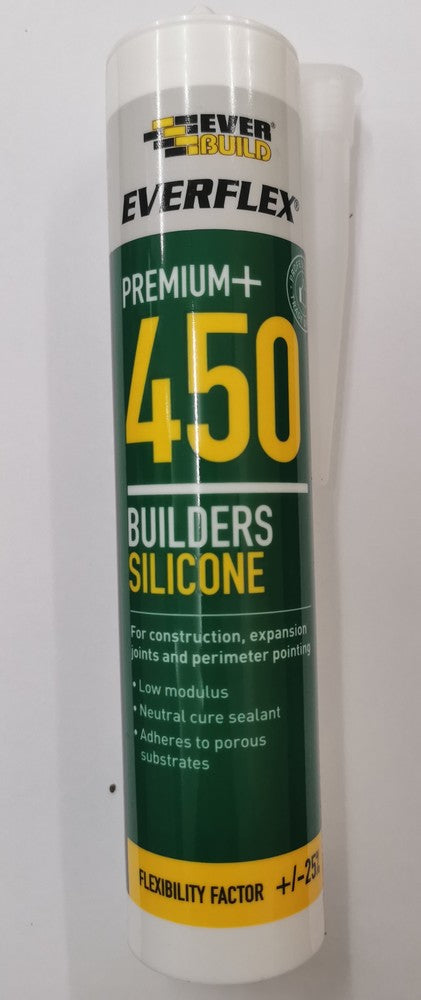 EVER
BUILD
EVERFLEX®
PREMIUM+
450
BUILDERS
SILICONE
For construction, expansion
joints and perimeter pointing
• Low modulus
• Neutral cure sealant
• Adheres to porous
substrates
FLEXIBILITY FACTOR +/-25%